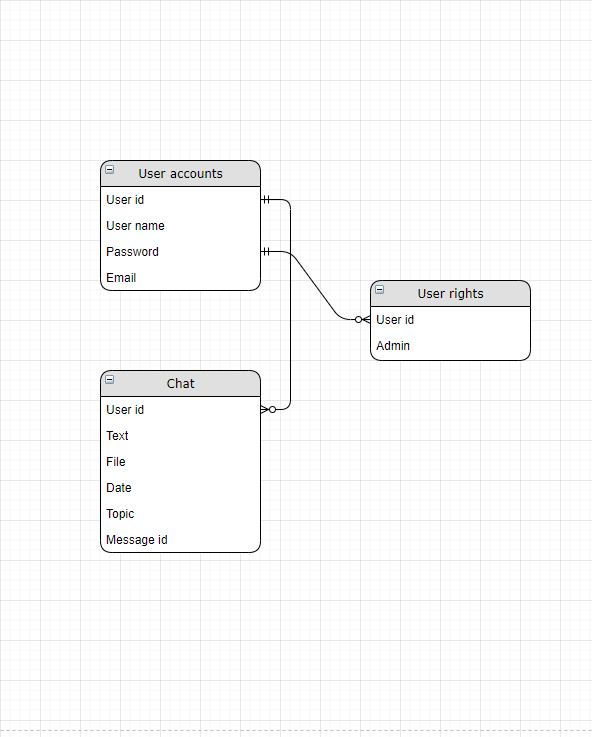 User accounts
User id
User name
Password
Email
User rights
User id
Admin
Chat
User id
Text
File
Date
Topic
Message id